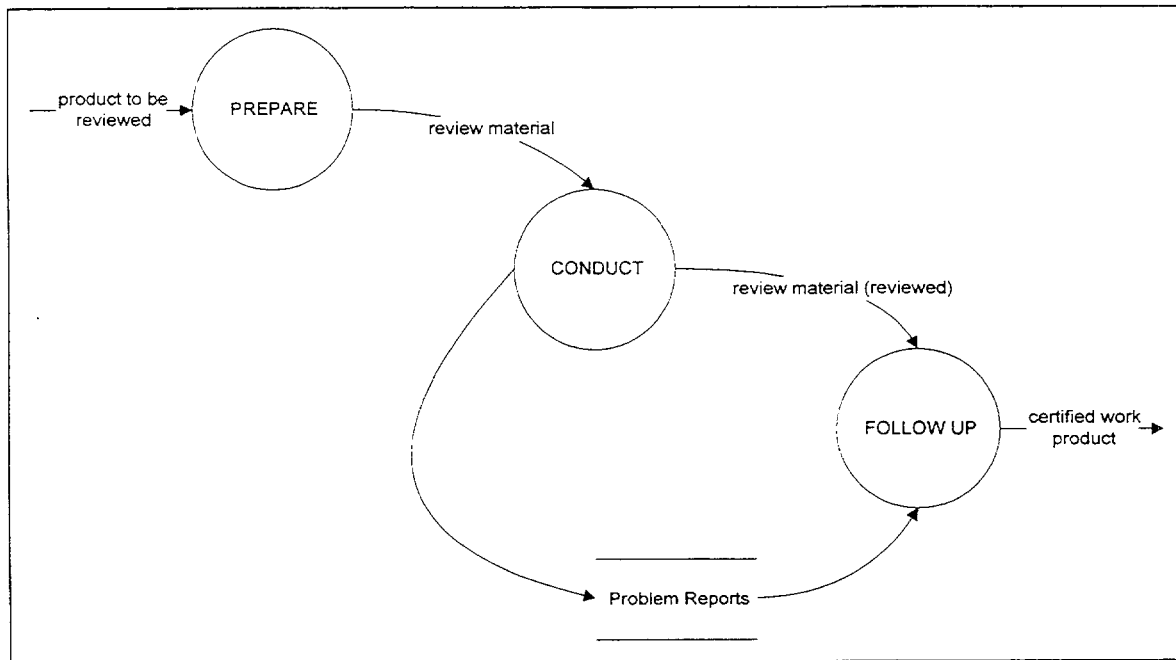 product to be
reviewed
PREPARE
review material
CONDUCT
review material (reviewed)
FOLLOW UP
certified work
product
Problem Reports